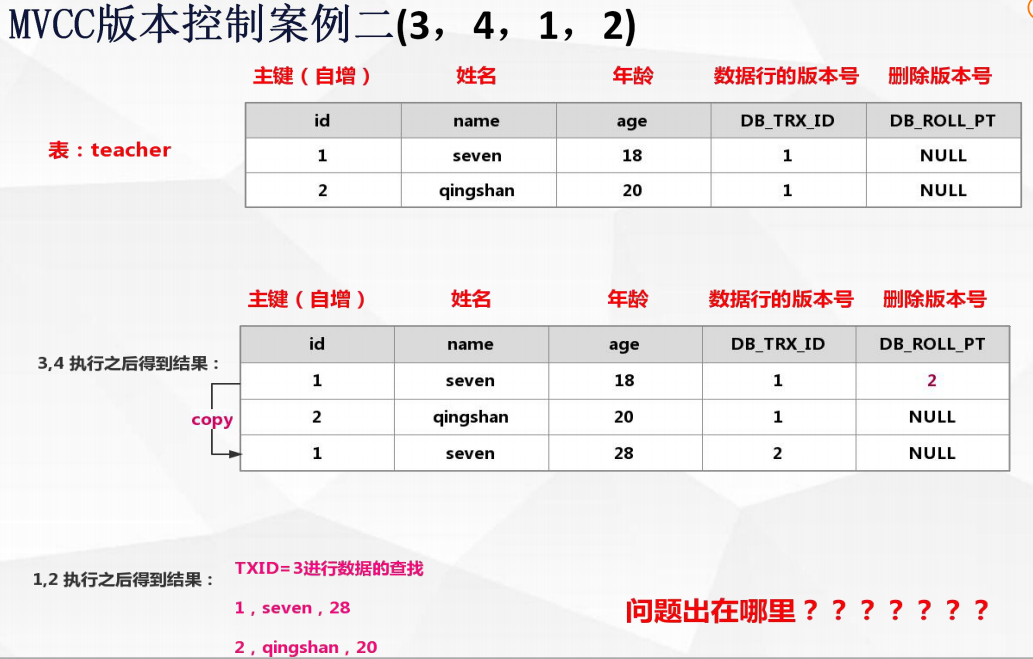 MVCC版本控制案例二(3，4，1，2)
主键（自增） 姓名 年龄 数据行的版本号 删除版本号
表：teacher
id name age DB_TRX_ID DB_ROLL_PT
1 seven 18 1 NULL
2 qingshan 20 1 NULL
主键（自增） 姓名 年龄 数据行的版本号 删除版本号
3,4 执行之后得到结果：
id name age DB_TRX_ID DB_ROLL_PT
1 seven 18 1 2
copy
2 qingshan 20 1 NULL
1 seven 28 2 NULL
1,2 执行之后得到结果：
TXID=3进行数据的查找
1，seven，28
2，qingshan，20
问题出在哪里？？？？？？？